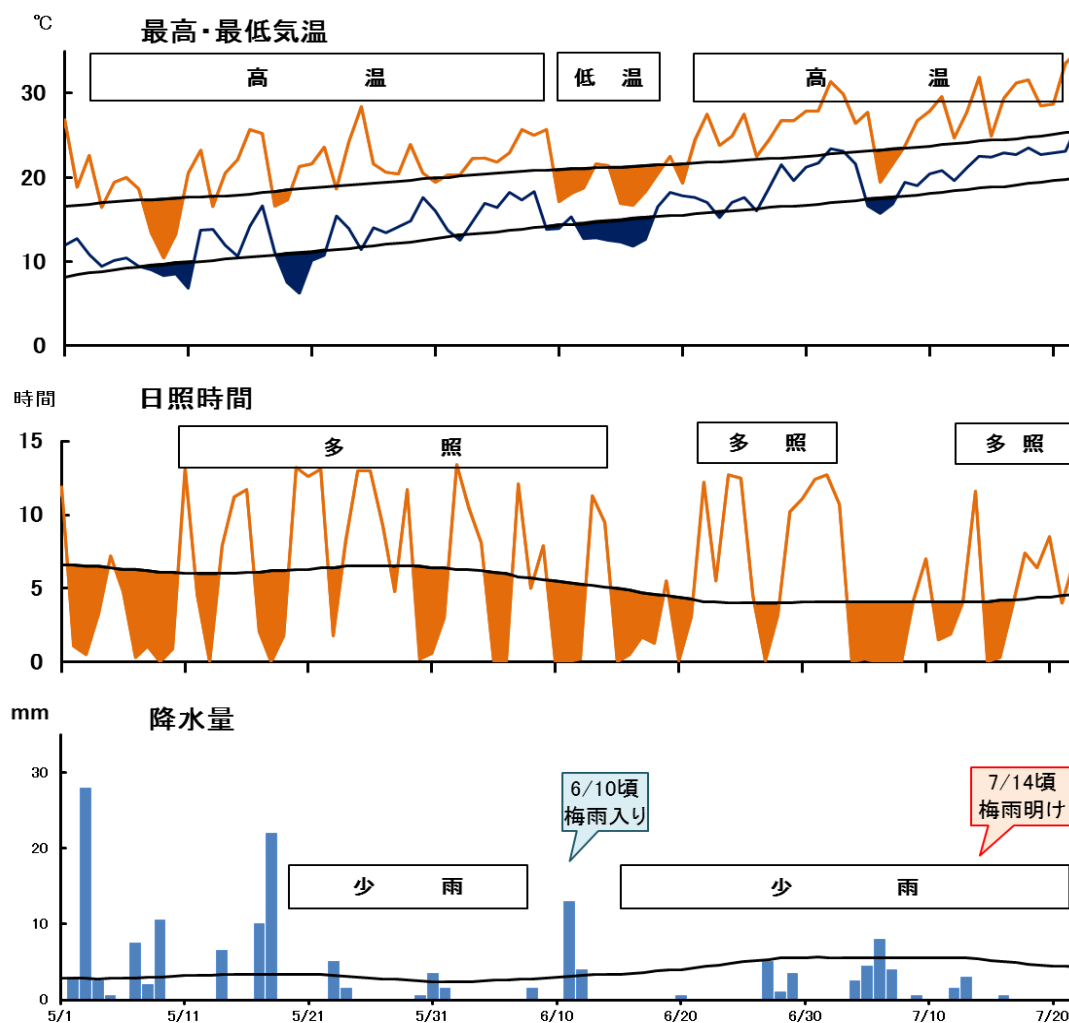 ℃
最高・最低気温
高 温
低 温
高 温
30
20
10
0
時間
日照時間
多 照
多 照
多 照
15
10
5
0
mm
降水量
30
20
10
0
6/10頃
梅雨入り
7/14頃
梅雨明け
少 雨
少 雨
5/1 5/11 5/21 5/31 6/10 6/20 6/30 7/10 7/20